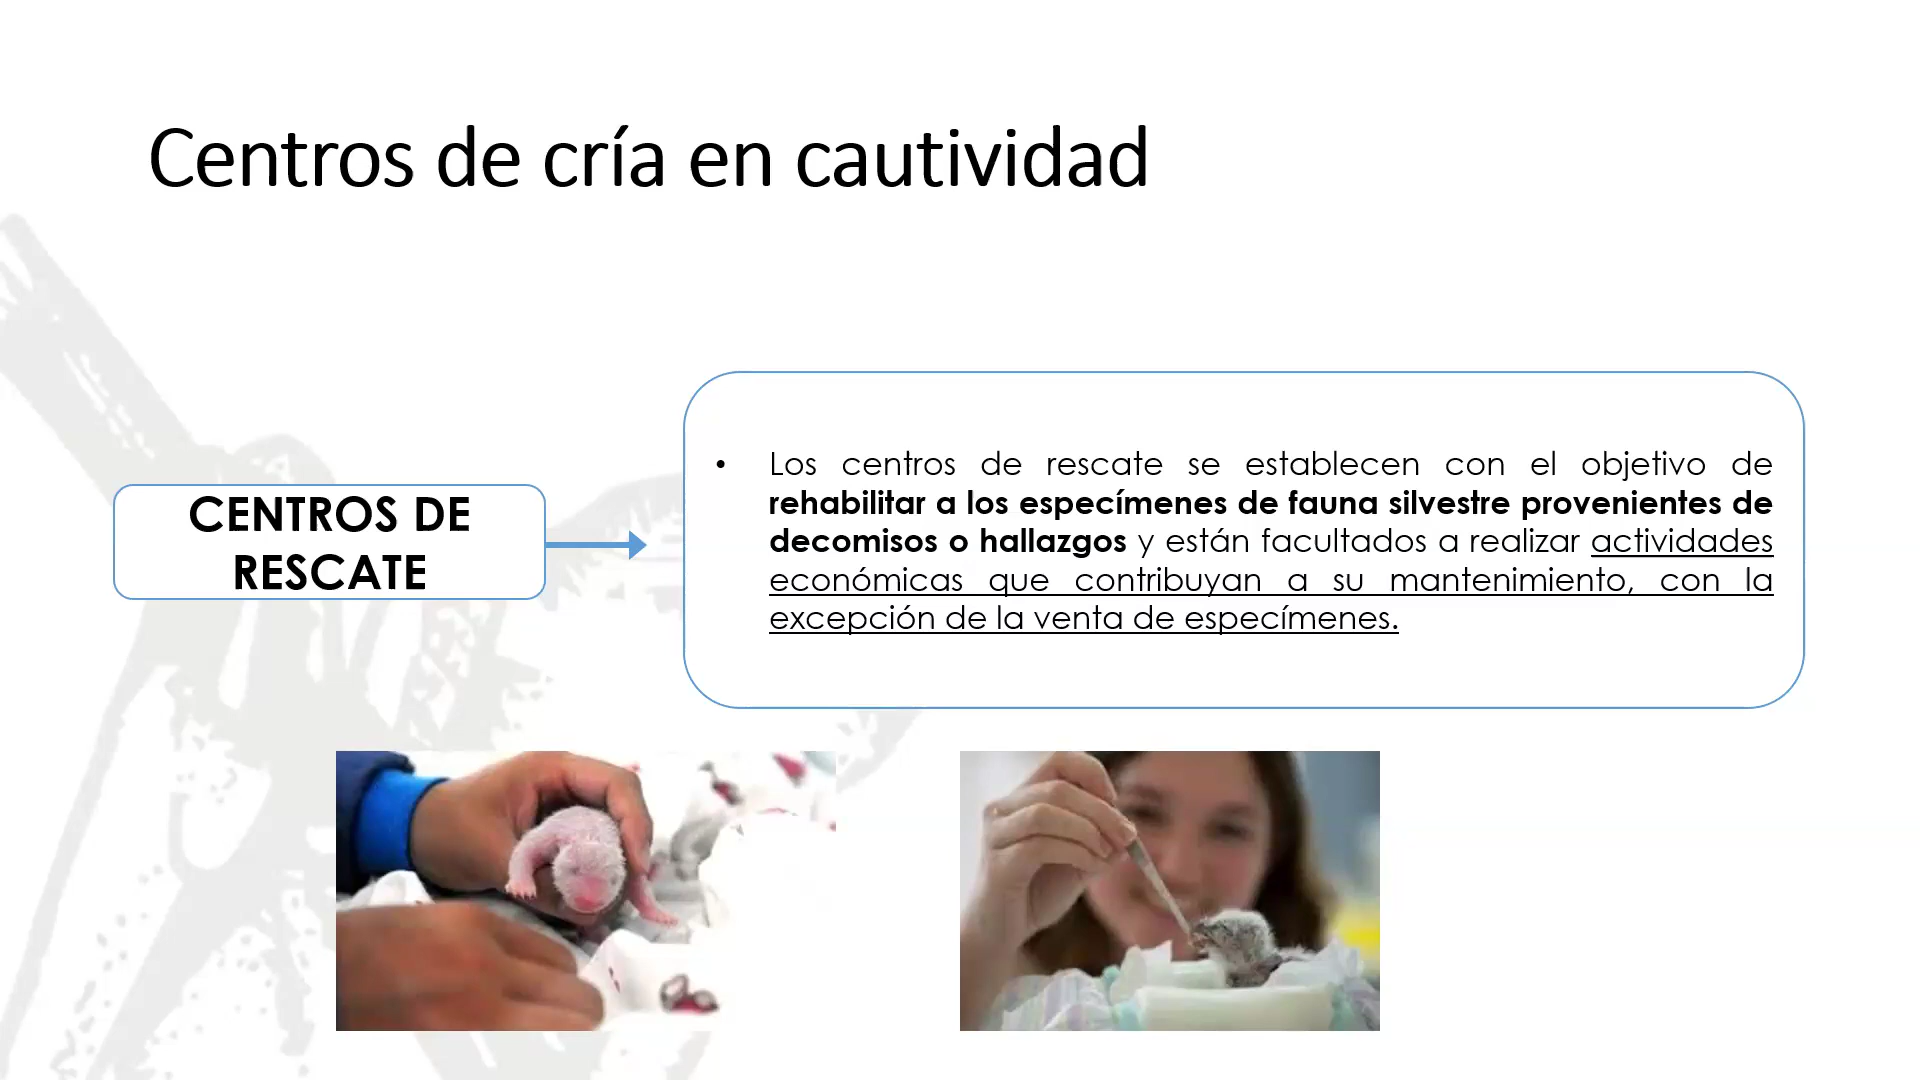 Centros de cría en cautividad
CENTROS DE
RESCATE
• Los centros de rescate se establecen con el objetivo de
rehabilitar a los especímenes de fauna silvestre provenientes de
decomisos o hallazgos y están facultados a realizar actividades
económicas que contribuyan a su mantenimiento, con la
excepción de la venta de especímenes.